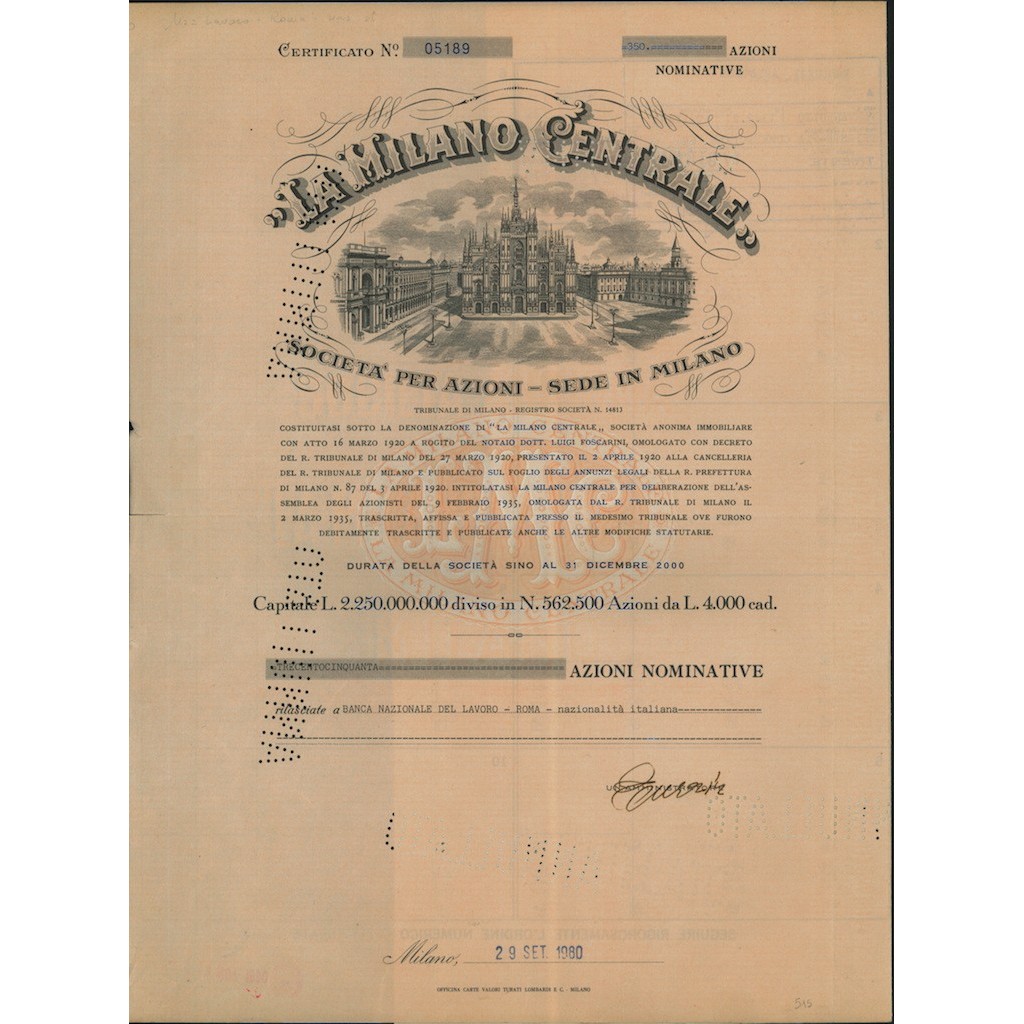 CERTIFICATO Nº. 05189
=350.============ AZIONI
NOMINATIVE
„LA MILANO CENTRALE„
SOCIETA' PER AZIONI – SEDE IN MILANO
TRIBUNALE DI MILANO - REGISTRO SOCIETÀ N. 14813
COSTITUITASI SOTTO LA DENOMINAZIONE DI "LA MILANO CENTRALE„ SOCIETÀ ANONIMA IMMOBILIARE
CON ATTO 16 MARZO 1920 A ROGITO DEL NOTAIO DOTT. LUIGI FOSCARINI, OMOLOGATO CON DECRETO
DEL R. TRIBUNALE DI MILANO DEL 27 MARZO 1920, PRESENTATO IL 2 APRILE 1920 ALLA CANCELLERIA
DEL R. TRIBUNALE DI MILANO E PUBBLICATO SUL FOGLIO DEGLI ANNUNZI LEGALI DELLA R. PREFETTURA
DI MILANO N. 87 DEL 3 APRILE 1920. INTITOLATASI LA MILANO CENTRALE PER DELIBERAZIONE DELL'AS-
SEMBLEA DEGLI AZIONISTI DEL 9 FEBBRAIO 1935, OMOLOGATA DAL R. TRIBUNALE DI MILANO IL
2 MARZO 1935, TRASCRITTA, AFFISSA E PUBBLICATA PRESSO IL MEDESIMO TRIBUNALE OVE FURONO
DEBITAMENTE TRASCRITTE E PUBBLICATE ANCHE LE ALTRE MODIFICHE STATUTARIE.
DURATA DELLA SOCIETÀ SINO AL 31 DICEMBRE 2000
Capitale L. 2.250.000.000 diviso in N. 562.500 Azioni da L. 4.000 cad.
=TRECENTOCINQUANTA============================ AZIONI NOMINATIVE
rilasciate a BANCA NAZIONALE DEL LAVORO - ROMA - nazionalità italiana--------------
Milano, 29 SET. 1980
OFFICINA CARTE VALORI TURATI LOMBARDI E C. - MILANO
515